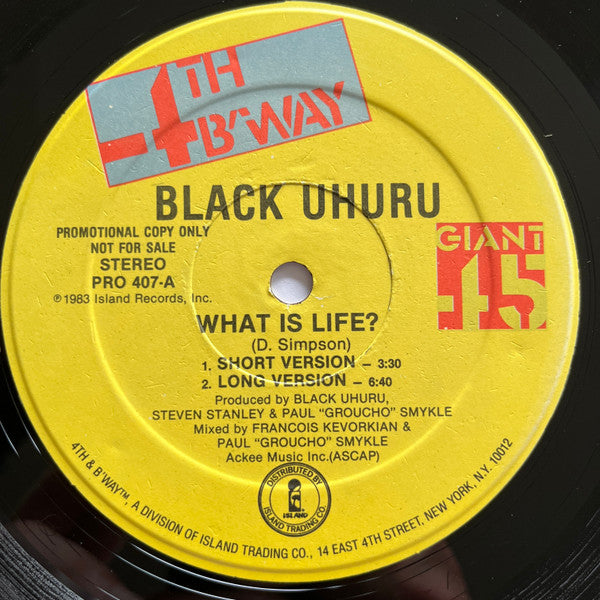 4TH
B'WAY
BLACK UHURU
PROMOTIONAL COPY ONLY
NOT FOR SALE
STEREO
PRO 407-A
℗1983 Island Records, Inc.
GIANT
45
WHAT IS LIFE?
(D. Simpson)
1. SHORT VERSION – 3:30
2. LONG VERSION – 6:40
Produced by BLACK UHURU,
STEVEN STANLEY & PAUL "GROUCHO" SMYKLE
Mixed by FRANCOIS KEVORKIAN &
PAUL "GROUCHO" SMYKLE
Ackee Music Inc.(ASCAP)
DISTRIBUTED BY
ISLAND
ISLAND TRADING CO.
4TH & B'WAY™, A DIVISION OF ISLAND TRADING CO., 14 EAST 4TH STREET, NEW YORK, N.Y. 10012